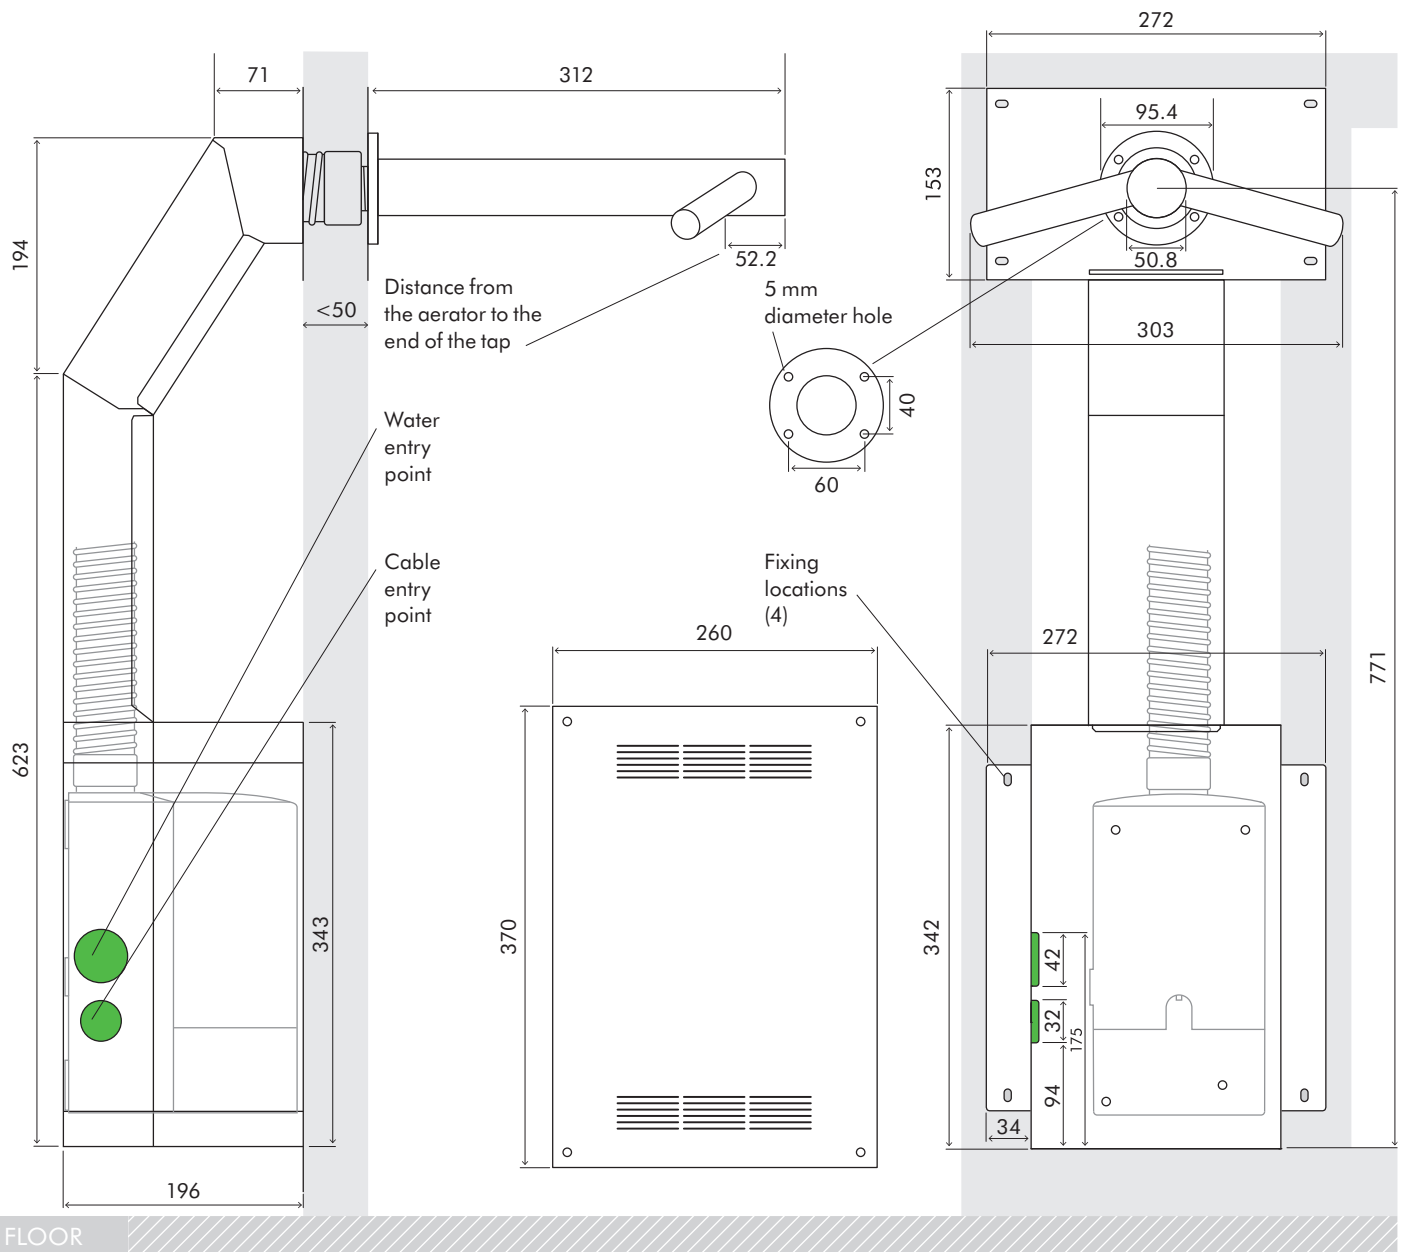 272
71
312
95.4
153
194
52.2
50.8
<50
Distance from
the aerator to the
end of the tap
5 mm
diameter hole
303
40
60
Water
entry
point
Cable
entry
point
Fixing
locations
(4)
260
272
771
623
343
370
342
42
32
175
94
34
196
FLOOR